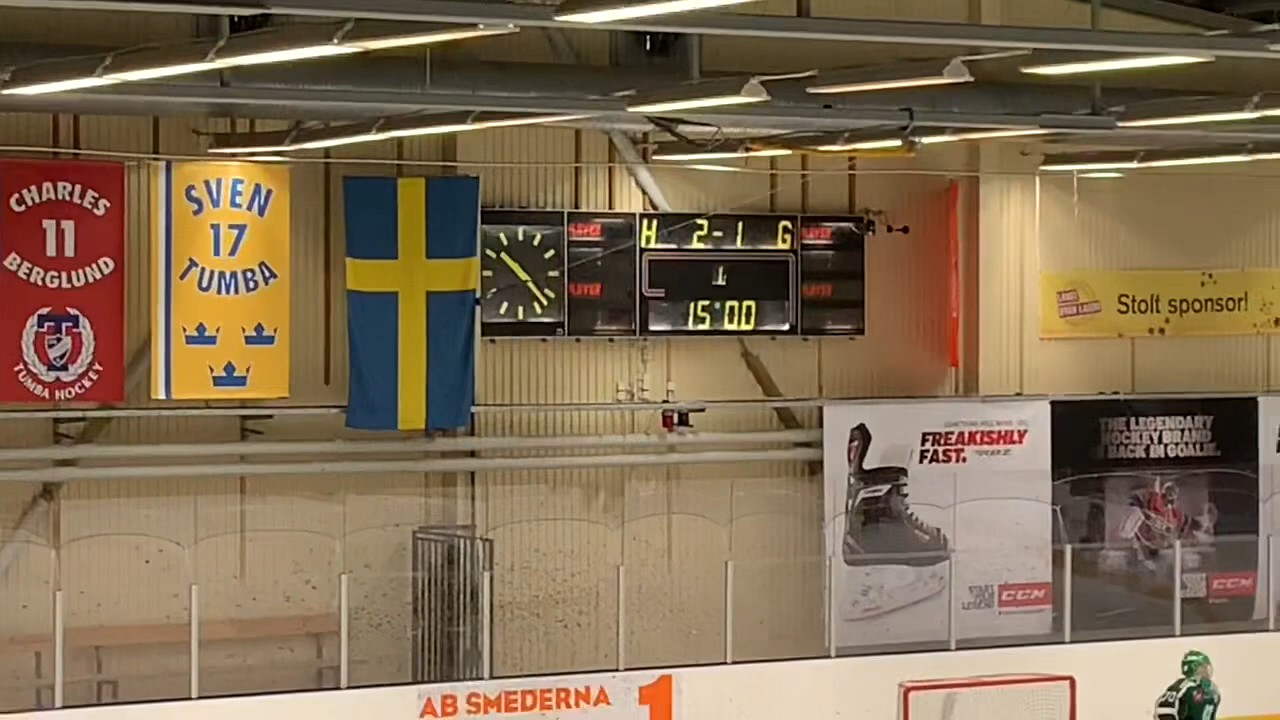 CHARLES
11
BERGLUND
TUMBA HOCKEY
SVEN
17
TUMBA
H 2-1 G
1
15:00
Stolt sponsor!
FREAKISHLY
FAST.
CCM
THE LEGENDARY
HOCKEY BRAND
IS BACK IN GOALIE.
CCM
AB SMEDERNA 1